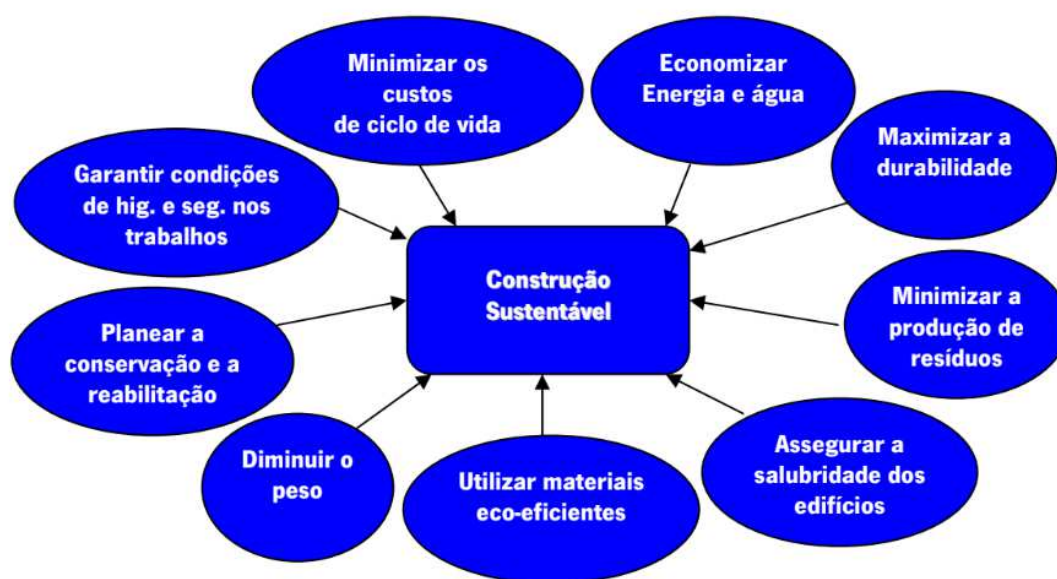 Minimizar os
custos
de ciclo de vida
Economizar
Energia e água
Maximizar a
durabilidade
Garantir condições
de hig. e seg. nos
trabalhos
Construção
Sustentável
Minimizar a
produção de
resíduos
Planear a
conservação e a
reabilitação
Diminuir o
peso
Utilizar materiais
eco-eficientes
Assegurar a
salubridade dos
edifícios